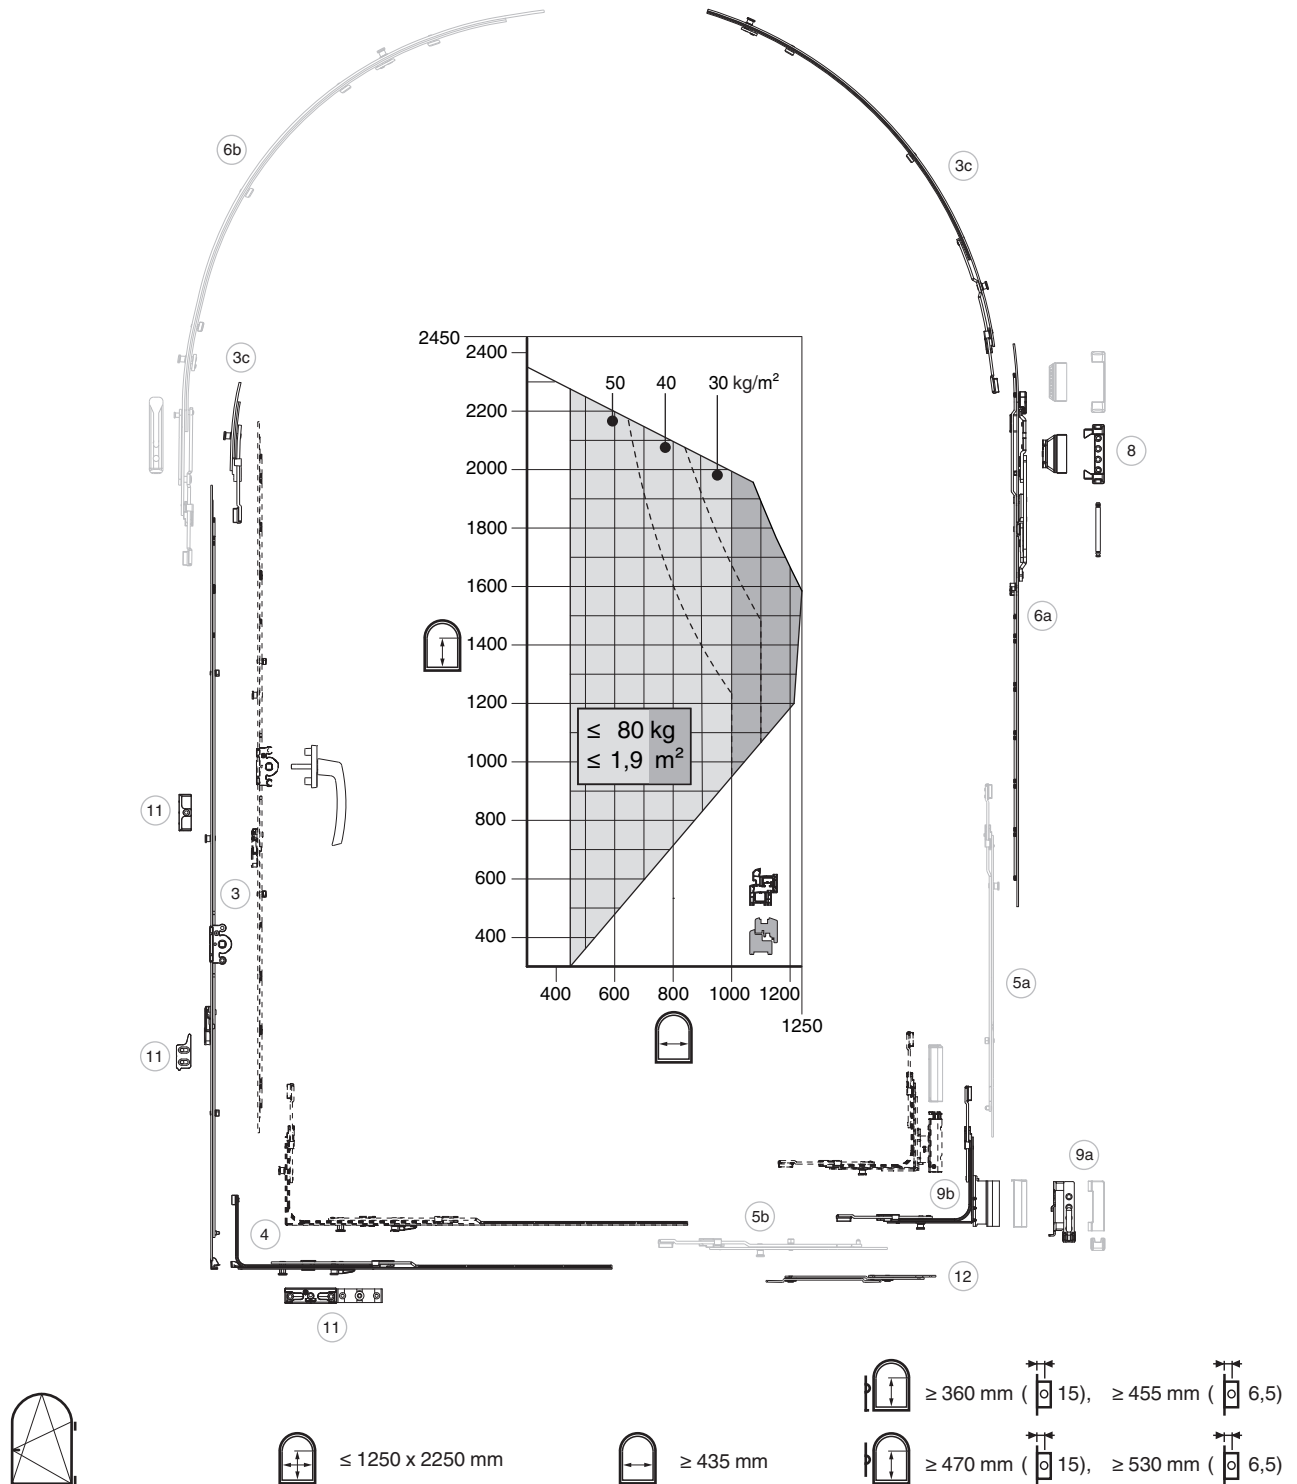 6b
3c
3c
2450
2400
50 40 30 kg/m²
2200
8
2000
1800
1600
6a
1400
1200
≤ 80 kg
≤ 1,9 m²
1000
11
800
3
600
400
5a
400 600 800 1000 1200
1250
11
9a
9b
5b
4
12
11
≥ 360 mm ( 15), ≥ 455 mm ( 6,5)
≤ 1250 x 2250 mm
≥ 435 mm
≥ 470 mm ( 15), ≥ 530 mm ( 6,5)